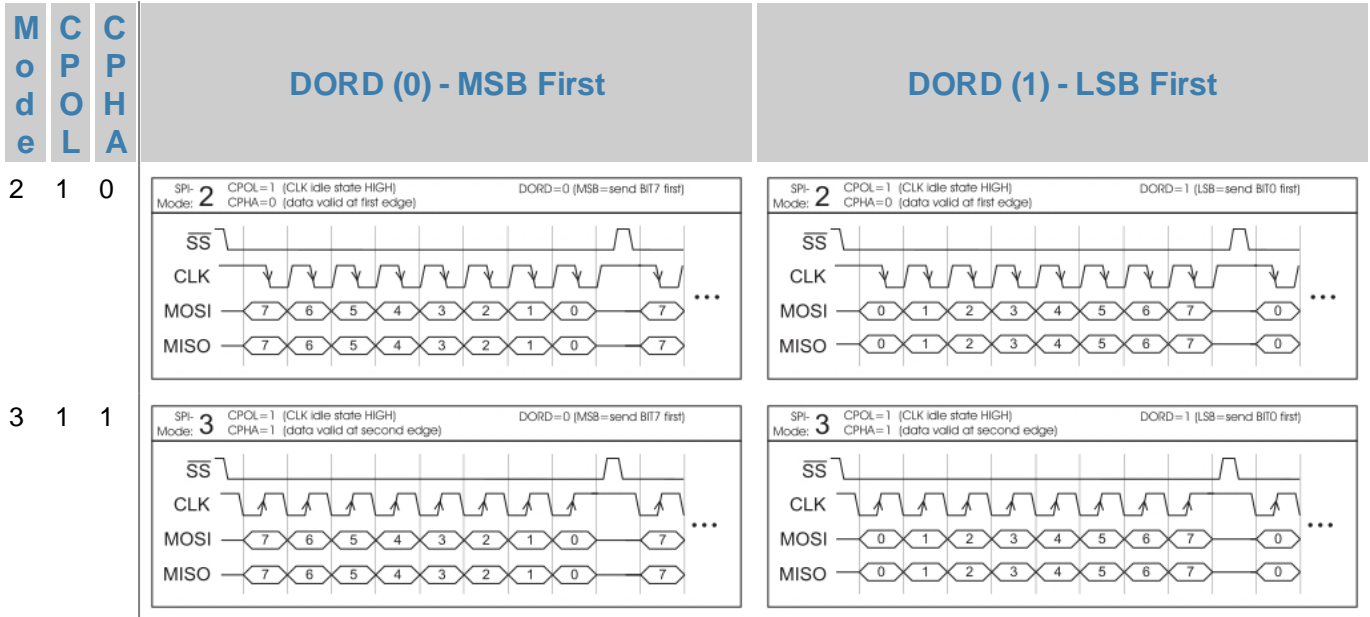 Mode CPOL CPHA DORD (0) - MSB First DORD (1) - LSB First
2 1 0
SPI-Mode: 2 CPOL=1 (CLK idle state HIGH) DORD=0 (MSB=send BIT7 first)
CPHA=0 (data valid at first edge)
SS
CLK
MOSI 7 6 5 4 3 2 1 0 7 ...
MISO 7 6 5 4 3 2 1 0 7
SPI-Mode: 2 CPOL=1 (CLK idle state HIGH) DORD=1 (LSB=send BIT0 first)
CPHA=0 (data valid at first edge)
SS
CLK
MOSI 0 1 2 3 4 5 6 7 0 ...
MISO 0 1 2 3 4 5 6 7 0
3 1 1
SPI-Mode: 3 CPOL=1 (CLK idle state HIGH) DORD=0 (MSB=send BIT7 first)
CPHA=1 (data valid at second edge)
SS
CLK
MOSI 7 6 5 4 3 2 1 0 7 ...
MISO 7 6 5 4 3 2 1 0 7
SPI-Mode: 3 CPOL=1 (CLK idle state HIGH) DORD=1 (LSB=send BIT0 first)
CPHA=1 (data valid at second edge)
SS
CLK
MOSI 0 1 2 3 4 5 6 7 0 ...
MISO 0 1 2 3 4 5 6 7 0